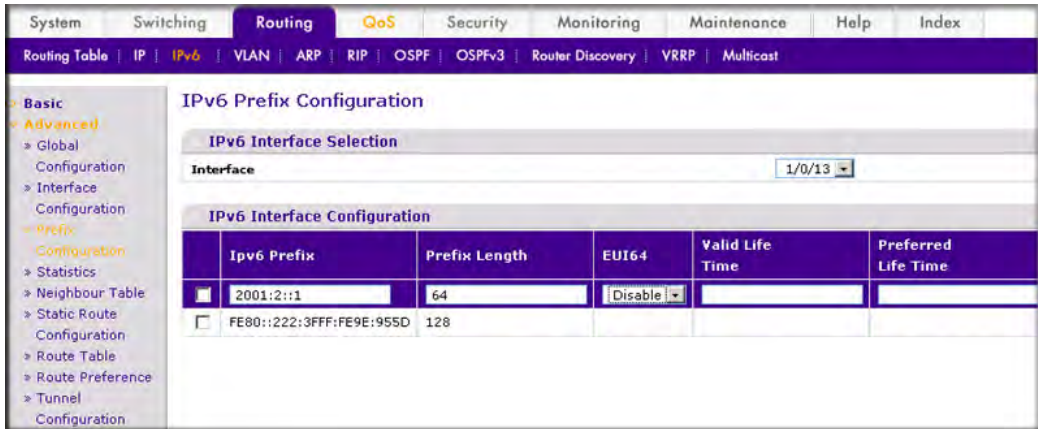 System Switching Routing QoS Security Monitoring Maintenance Help Index
Routing Table | IP | IPv6 | VLAN | ARP | RIP | OSPF | OSPFv3 | Router Discovery | VRRP | Multicast
Basic
Advanced
» Global
Configuration
» Interface
Configuration
» Prefix
Configuration
» Statistics
» Neighbour Table
» Static Route
Configuration
» Route Table
» Route Preference
» Tunnel
Configuration
IPv6 Prefix Configuration
IPv6 Interface Selection
Interface 1/0/13
IPv6 Interface Configuration
Ipv6 Prefix Prefix Length EUI64 Valid Life Preferred
Time Life Time
2001:2::1 64 Disable
FE80::222:3FFF:FE9E:955D 128